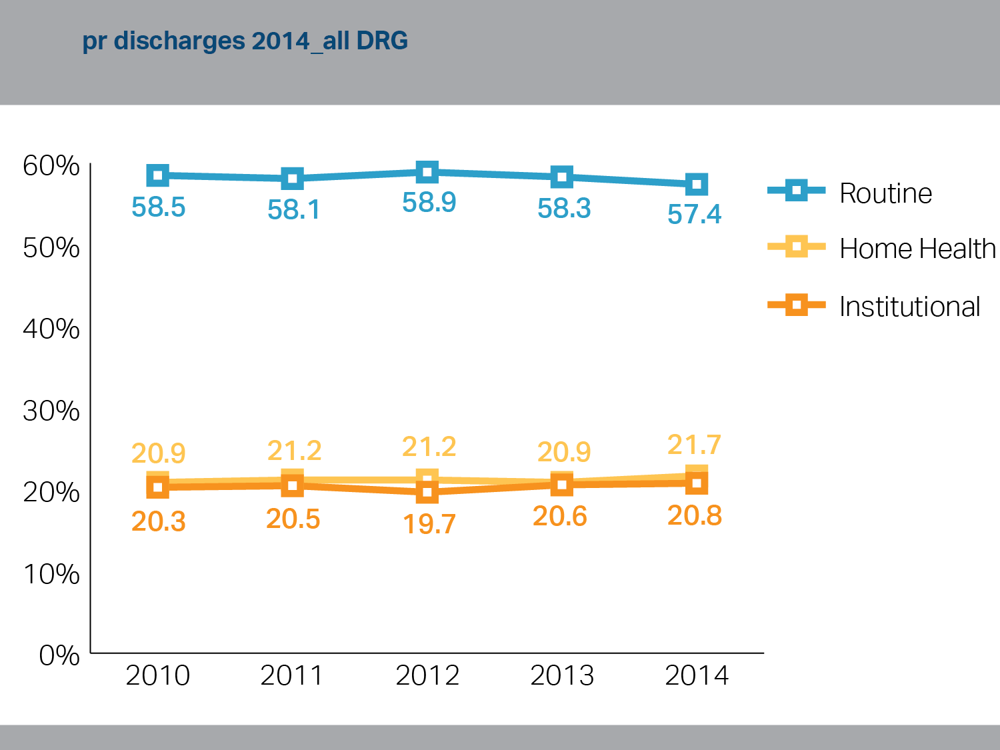 pr discharges 2014_all DRG
60%
50%
40%
30%
20%
10%
0%
58.5 58.1 58.9 58.3 57.4
20.9 21.2 21.2 20.9 21.7
20.3 20.5 19.7 20.6 20.8
2010 2011 2012 2013 2014
Routine
Home Health
Institutional